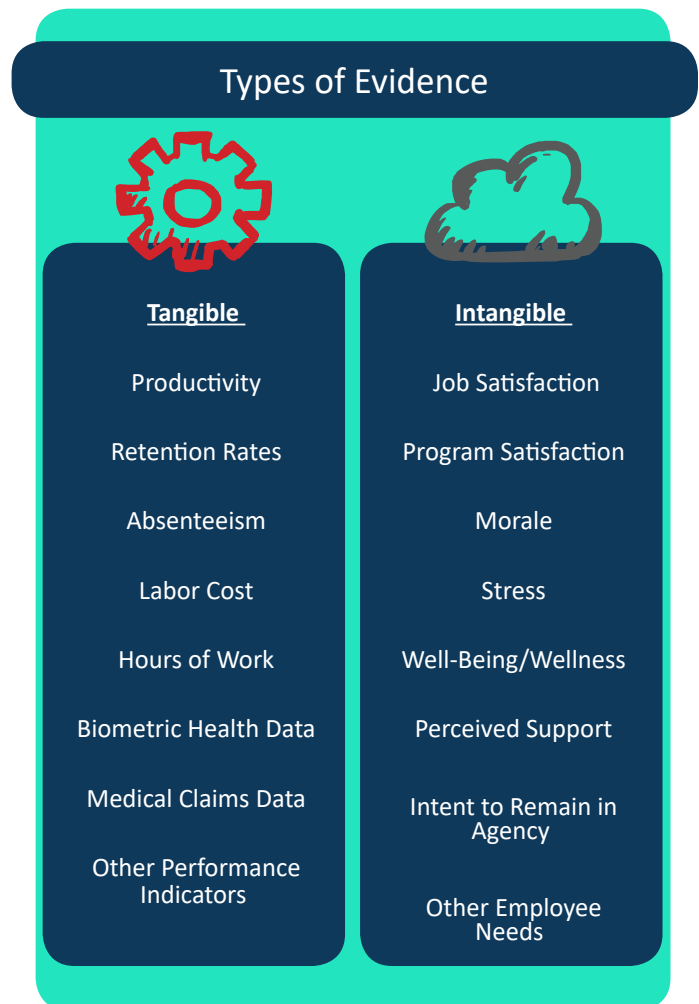 Types of Evidence
Tangible
Productivity
Retention Rates
Absenteeism
Labor Cost
Hours of Work
Biometric Health Data
Medical Claims Data
Other Performance
Indicators
Intangible
Job Satisfaction
Program Satisfaction
Morale
Stress
Well-Being/Wellness
Perceived Support
Intent to Remain in
Agency
Other Employee
Needs